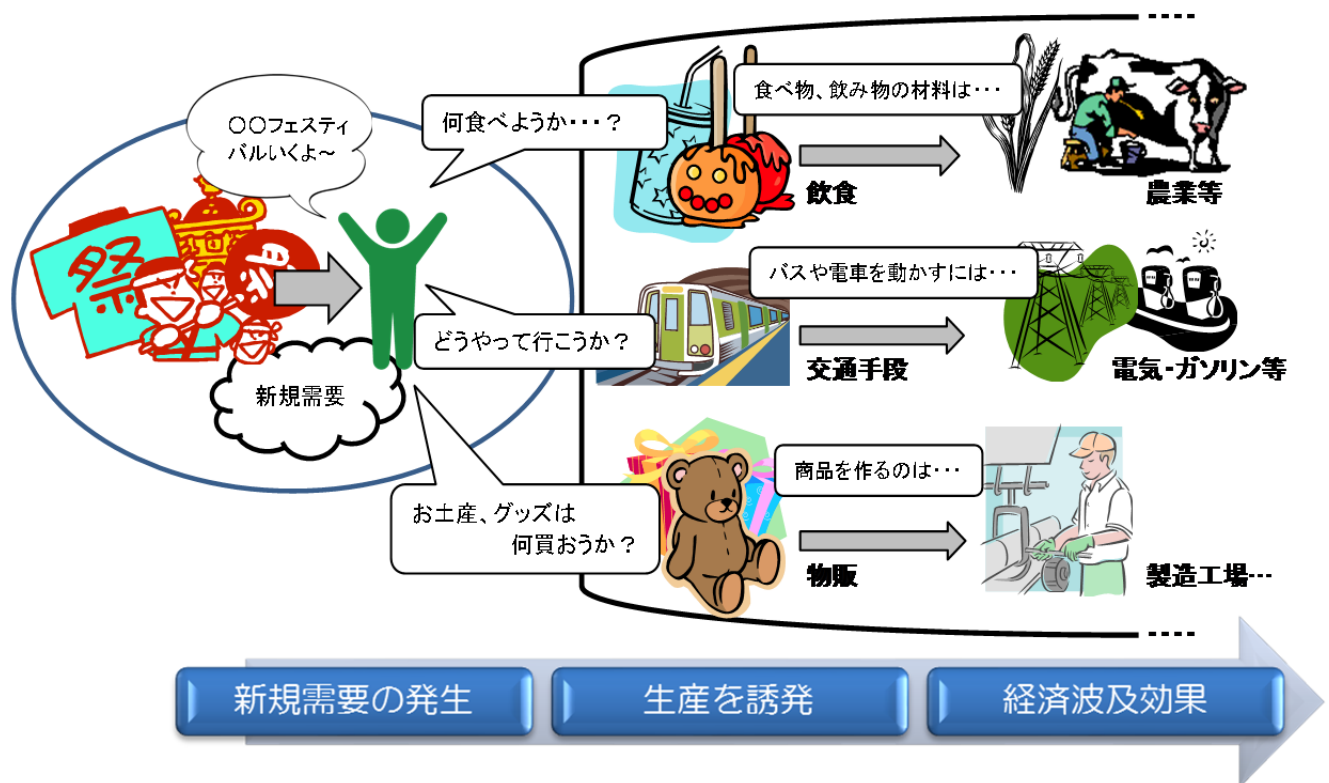 〇〇フェスティ
バルいくよ～
祭
新規需要
何食べようか・・・？
どうやって行こうか？
お土産、グッズは
何買おうか？
食べ物、飲み物の材料は・・・
飲食
農業等
バスや電車を動かすには・・・
交通手段
電気・ガソリン等
商品を作るのは・・・
物販
製造工場…
新規需要の発生
生産を誘発
経済波及効果